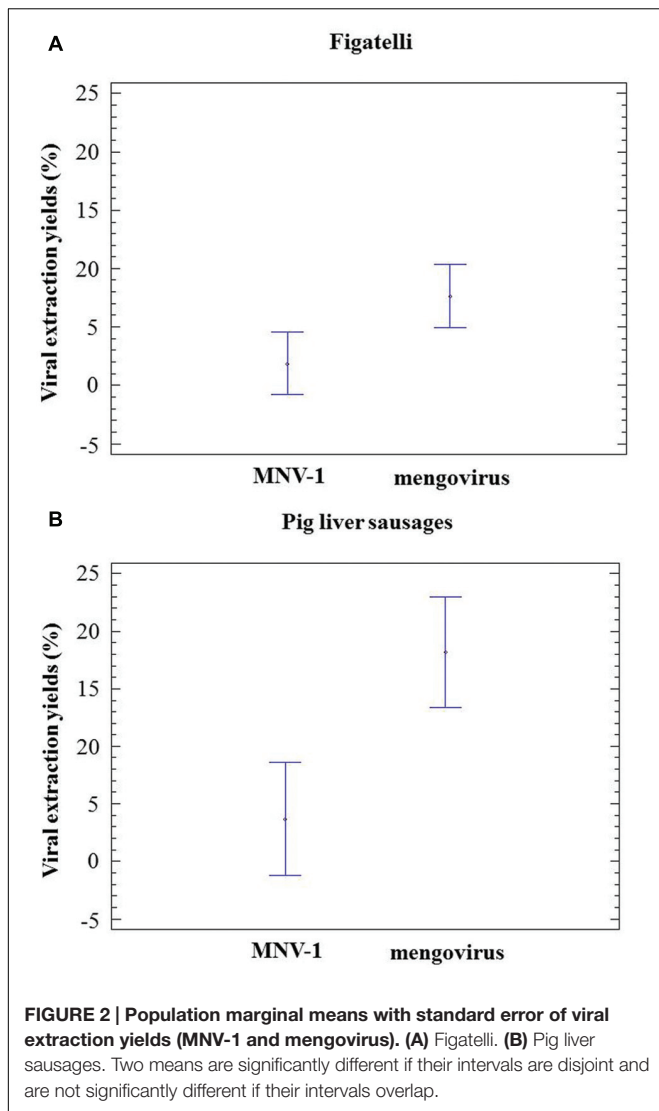 A
Figatelli
Viral extraction yields (%)
25
20
15
20
5
0
-5
MNV-1 mengovirus
B
Pig liver sausages
Viral extraction yields (%)
25
20
15
20
5
0
-5
MNV-1 mengovirus
FIGURE 2 | Population marginal means with standard error of viral
extraction yields (MNV-1 and mengovirus). (A) Figatelli. (B) Pig liver
sausages. Two means are significantly different if their intervals are disjoint and
are not significantly different if their intervals overlap.